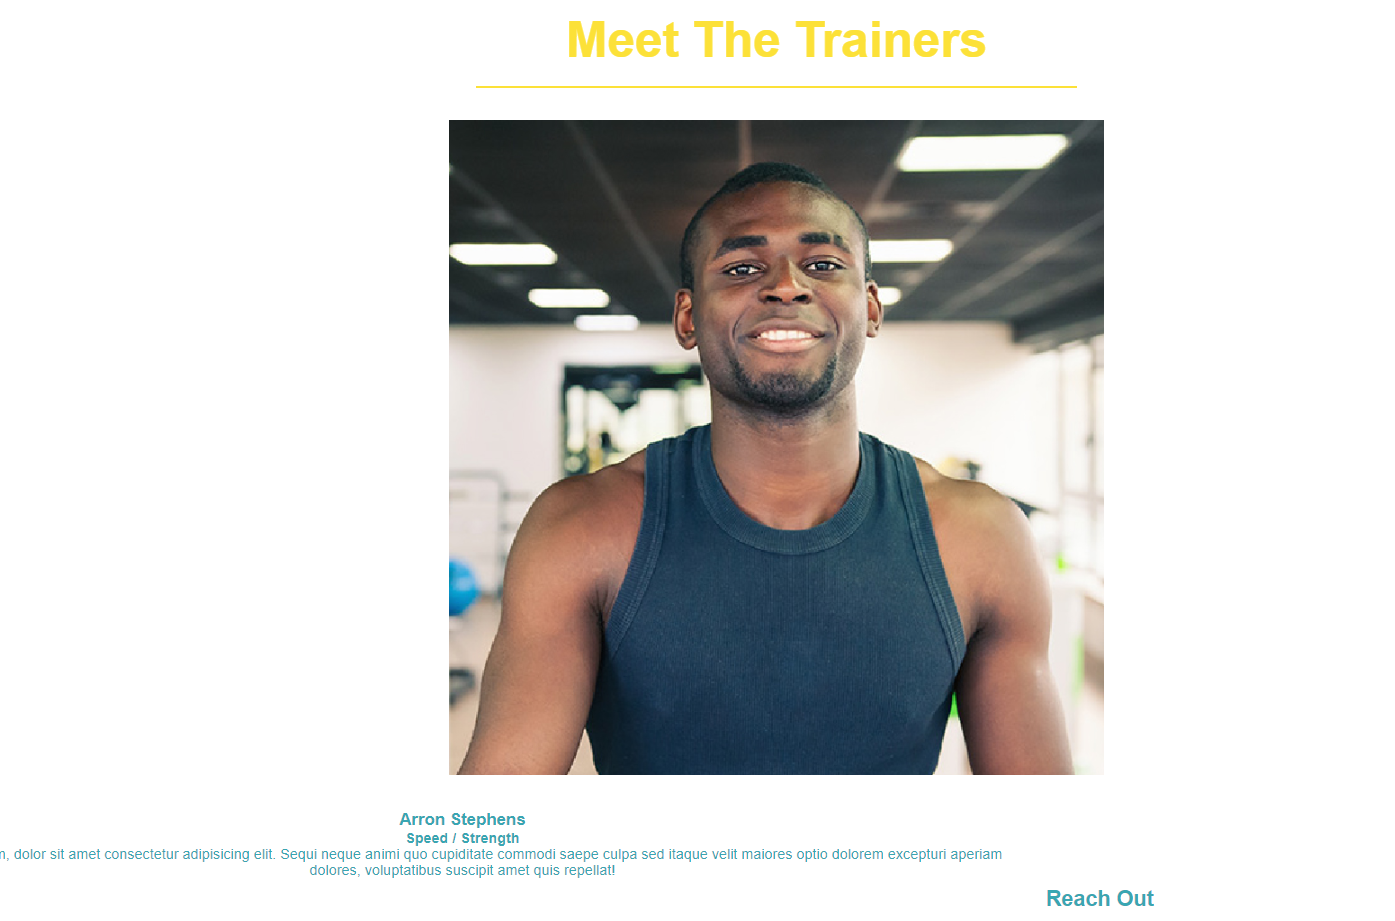 Meet The Trainers
Arron Stephens
Speed / Strength
dolor sit amet consectetur adipisicing elit. Sequi neque animi quo cupiditate commodi saepe culpa sed itaque velit maiores optio dolorem excepturi aperiam
dolores, voluptatibus suscipit amet quis repellat!
Reach Out